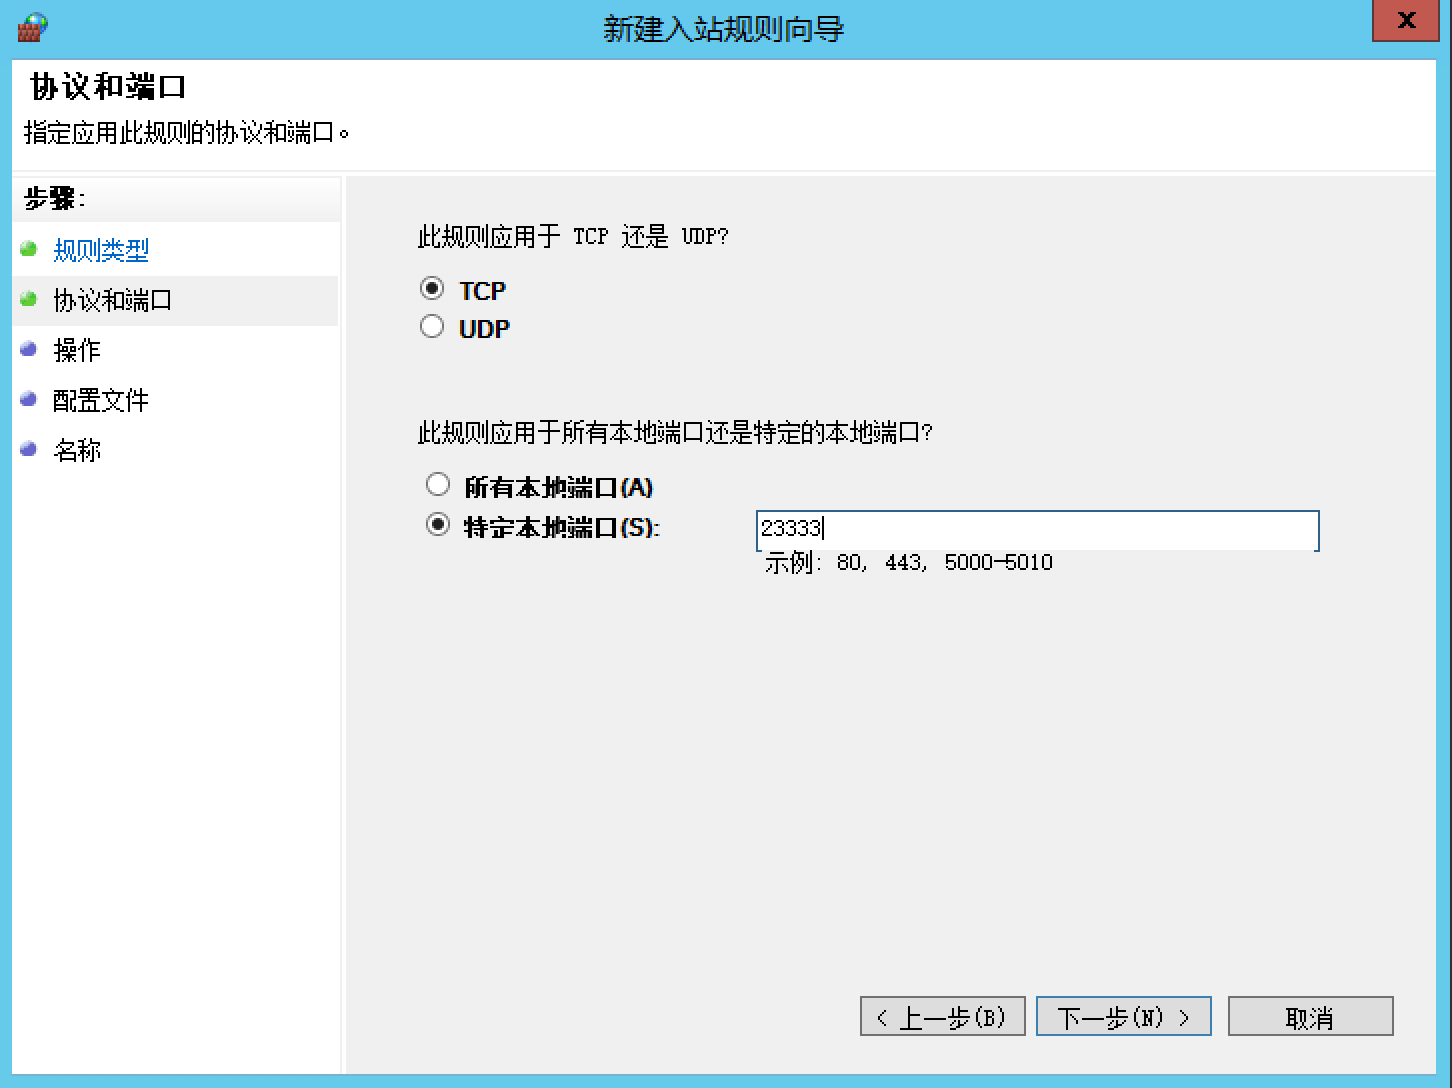 新建入站规则向导
X
协议和端口
指定应用此规则的协议和端口。
步骤:
规则类型
协议和端口
操作
配置文件
名称
此规则应用于 TCP 还是 UDP?
TCP
UDP
此规则应用于所有本地端口还是特定的本地端口?
所有本地端口(A)
特定本地端口(S):
23333
示例: 80, 443, 5000-5010
< 上一步(B)
下一步(N) >
取消